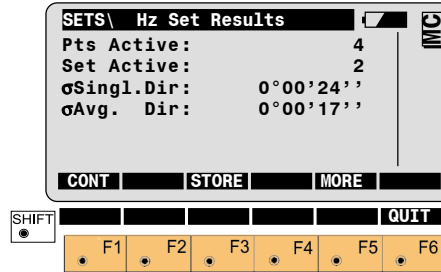 SETS\ Hz Set Results
MC
Pts Active: 4
Set Active: 2
σSingl.Dir: 0°00'24''
σAvg. Dir: 0°00'17''
CONT STORE MORE
SHIFT QUIT
F1 F2 F3 F4 F5 F6